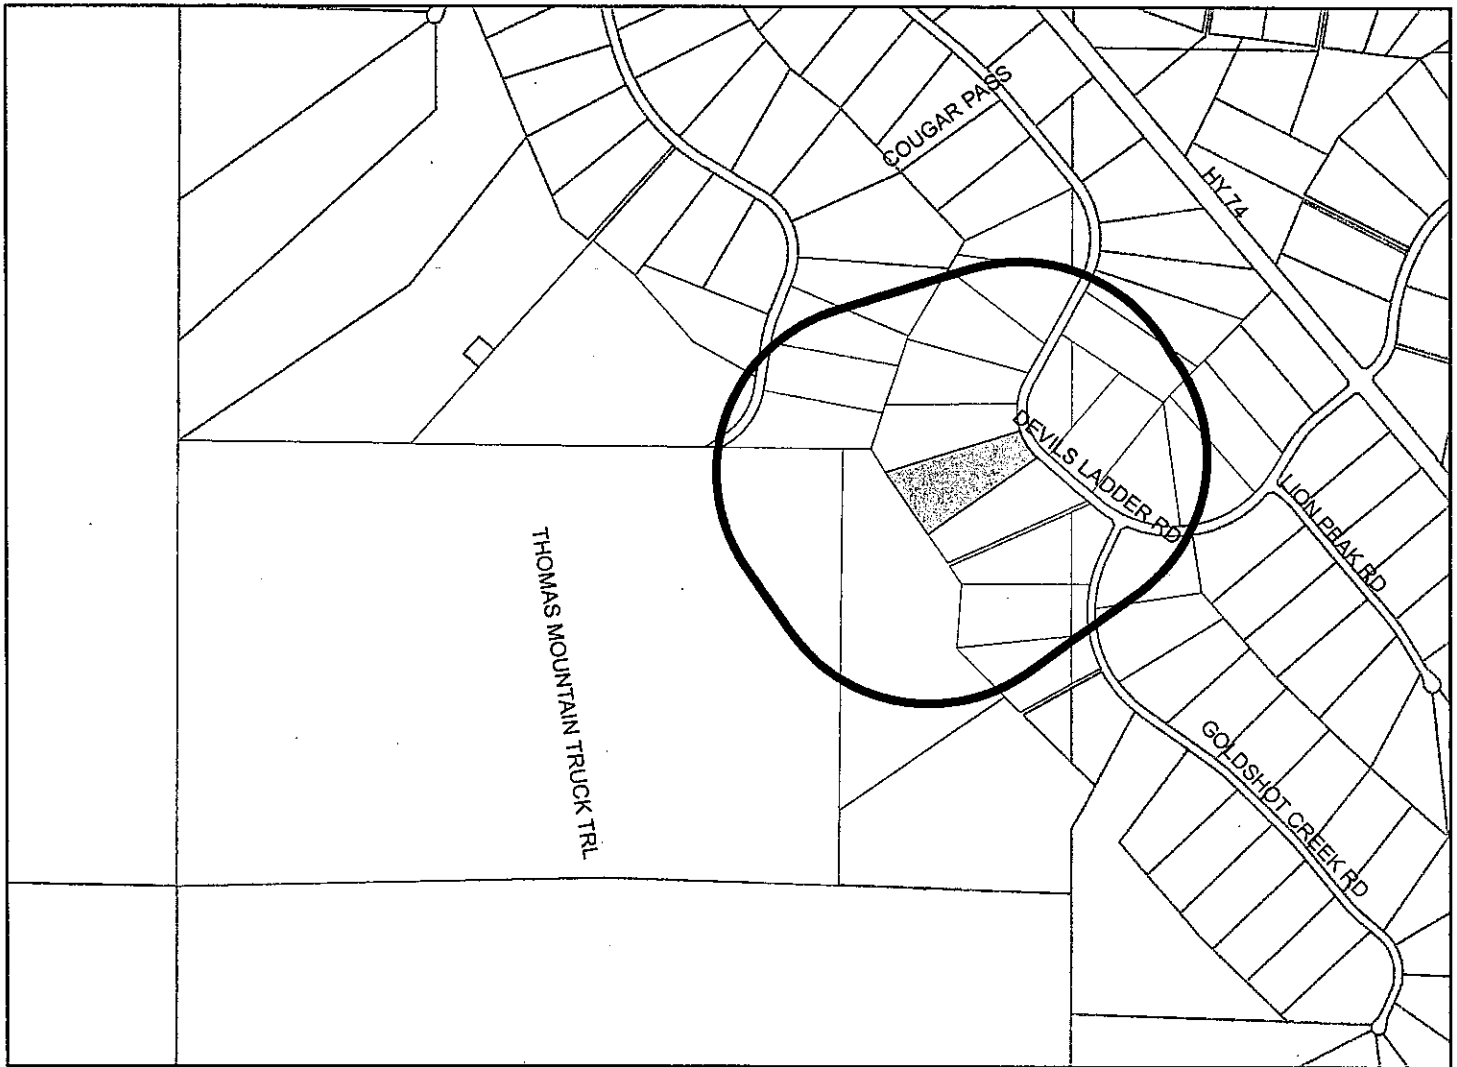 COUGAR PASS
HY 74
DEVILS LADDER RD
LION PEAK RD
THOMAS MOUNTAIN TRUCK TRL
GOLDSHOT CREEK RD